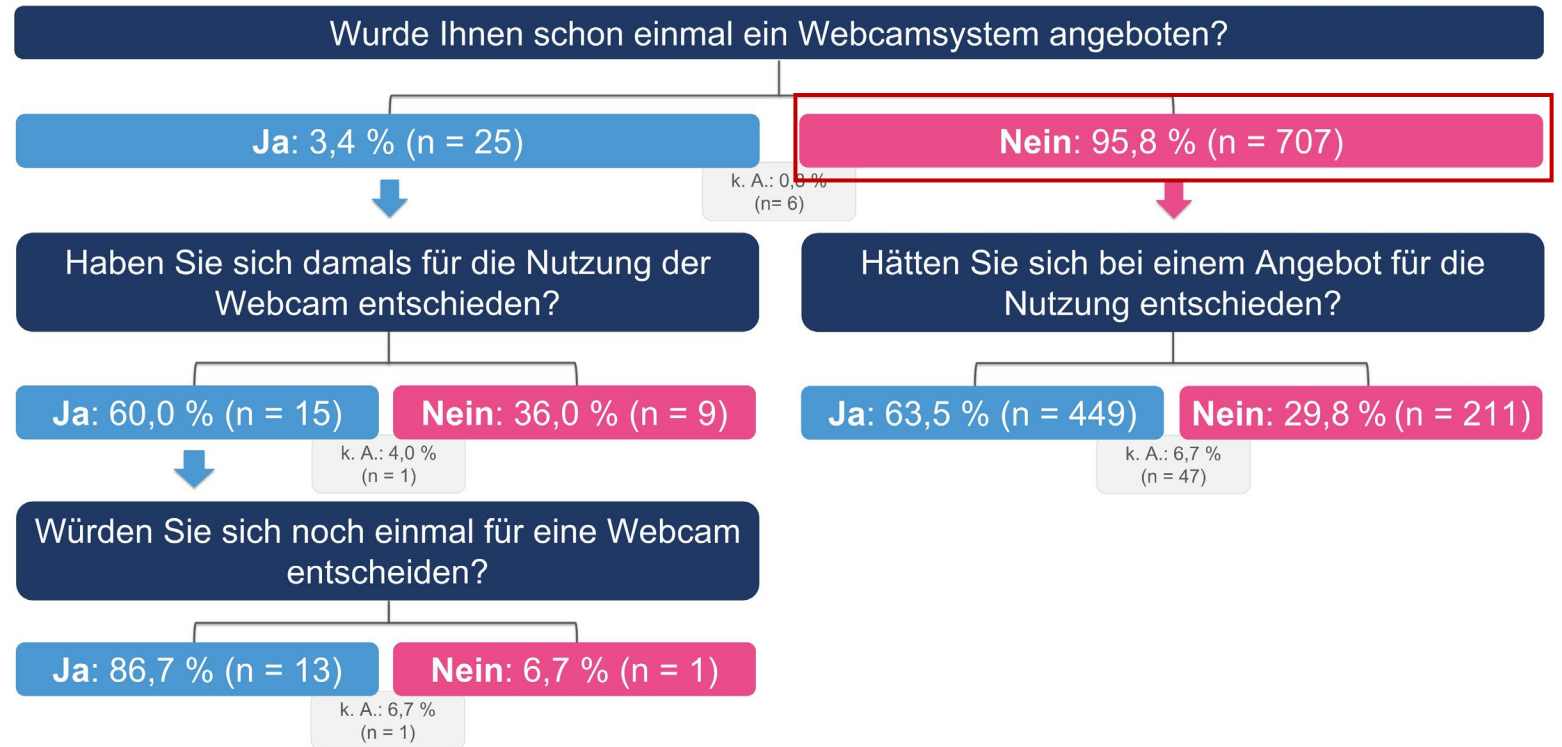 Wurde Ihnen schon einmal ein Webcamsystem angeboten?
Ja: 3,4 % (n = 25)
Nein: 95,8 % (n = 707)
k. A.: 0,8 %
(n= 6)
Haben Sie sich damals für die Nutzung der
Webcam entschieden?
Hätten Sie sich bei einem Angebot für die
Nutzung entschieden?
Ja: 60,0 % (n = 15)
Nein: 36,0 % (n = 9)
k. A.: 4,0 %
(n = 1)
Ja: 63,5 % (n = 449)
Nein: 29,8 % (n = 211)
k. A.: 6,7 %
(n = 47)
Würden Sie sich noch einmal für eine Webcam
entscheiden?
Ja: 86,7 % (n = 13)
Nein: 6,7 % (n = 1)
k. A.: 6,7 %
(n = 1)